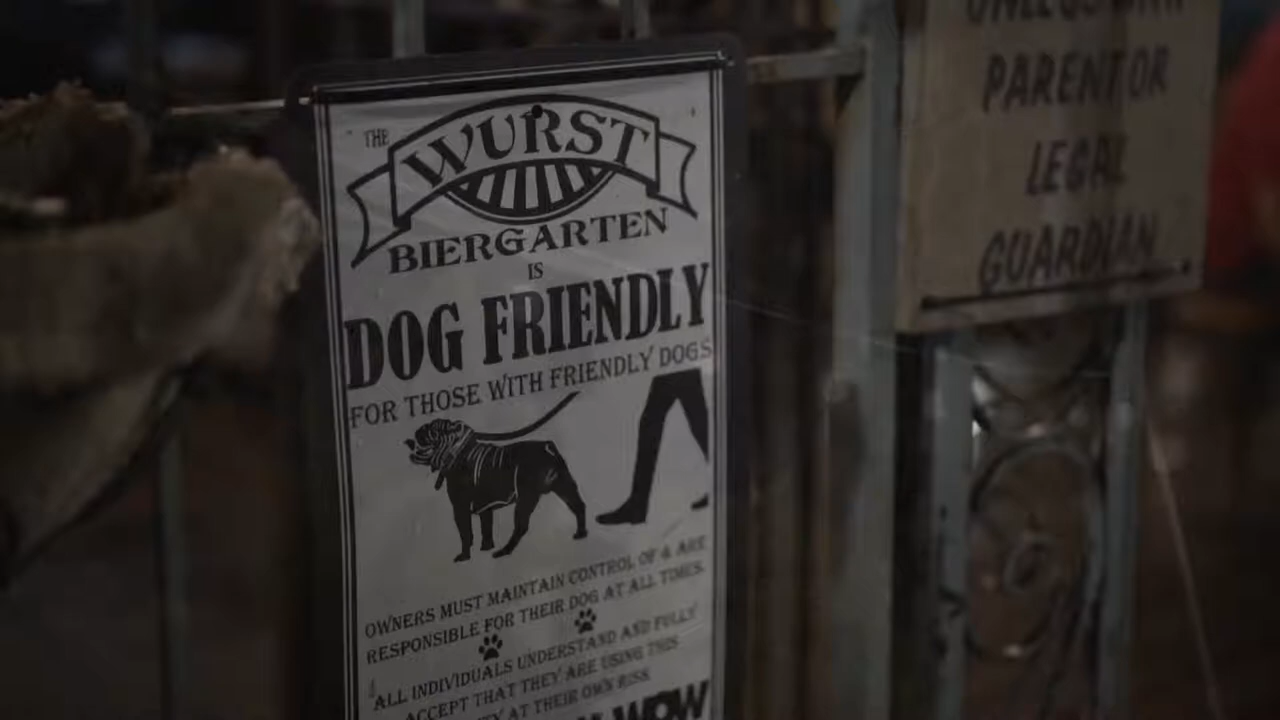 THE
WURST
BIERGARTEN
IS
DOG FRIENDLY
FOR THOSE WITH FRIENDLY DOGS
OWNERS MUST MAINTAIN CONTROL OF & ARE
RESPONSIBLE FOR THEIR DOG AT ALL TIMES.
ALL INDIVIDUALS UNDERSTAND AND FULLY
ACCEPT THAT THEY ARE USING THIS
AT THEIR OWN RISK
PARENT OR
LEGAL
GUARDIAN